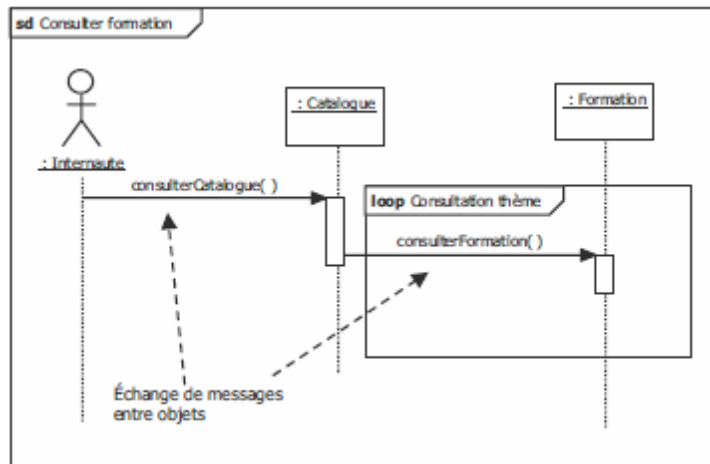 sd Consulter formation
: Catalogue
: Formation
: Internaute
consulterCatalogue( )
loop Consultation thème
consulterFormation( )
Échange de messages
entre objets